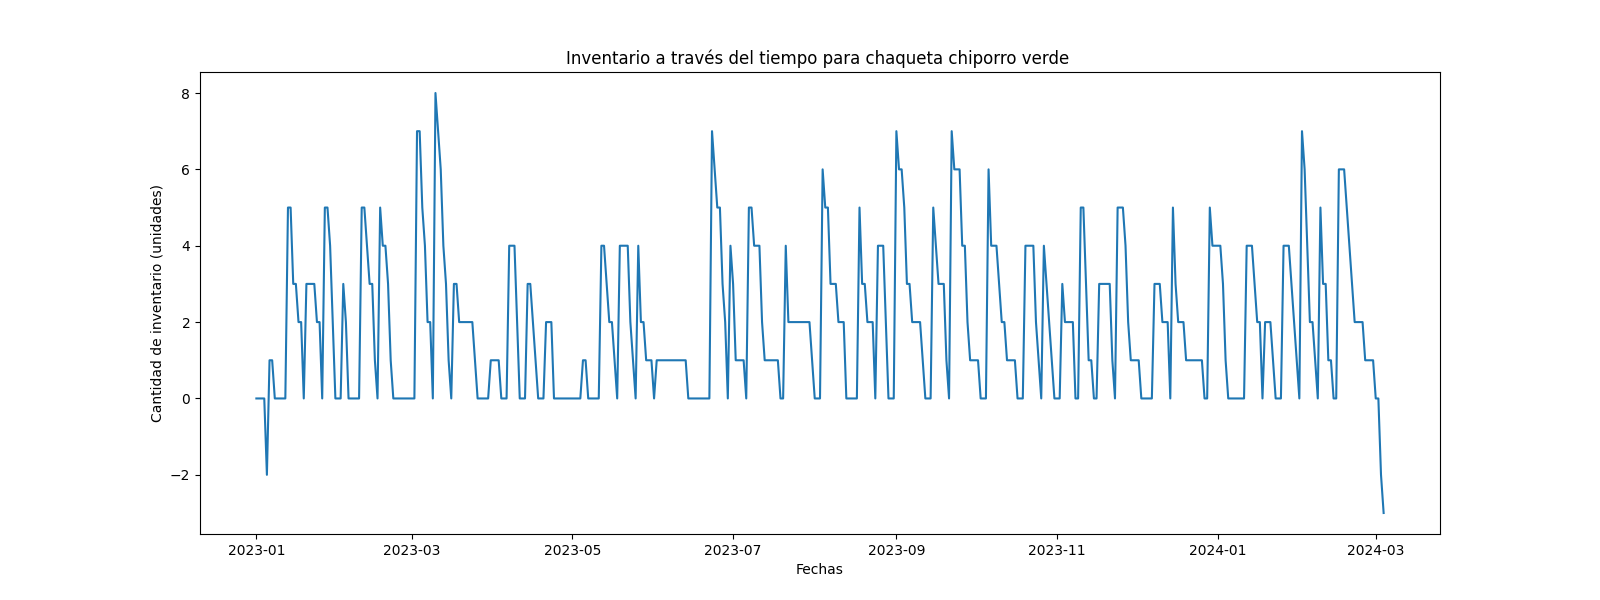 Inventario a través del tiempo para chaqueta chiporro verde
Cantidad de inventario (unidades)
8
6
4
2
0
−2
2023-01 2023-03 2023-05 2023-07 2023-09 2023-11 2024-01 2024-03
Fechas